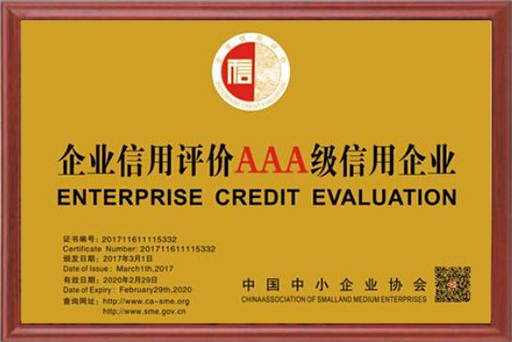 信
企业信用评价AAA级信用企业
ENTERPRISE CREDIT EVALUATION
证书编号: 201711611115332
Certificate Number: 201711611115332
颁发日期: 2017年3月1日
Date of Issue : March1th,2017
有效日期: 2020年2月29日
Date of Expiry : February29th,2020
查询网址: http://www.ca-sme.org
http://www.sme.gov.cn
中国中小企业协会
CHINAASSOCIATION OF SMALLAND MEDIUM ENTERPRISES